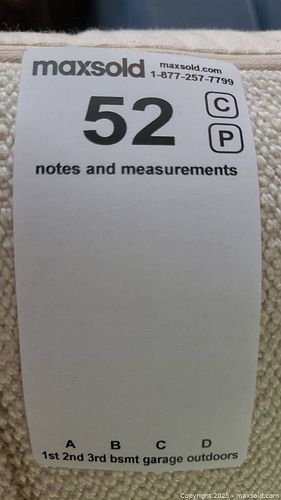 maxsold maxsold.com
1-877-257-7799
52 C
P
notes and measurements
A B C D
1st 2nd 3rd bsmt garage outdoors
Copyright 2025 - maxsold.com